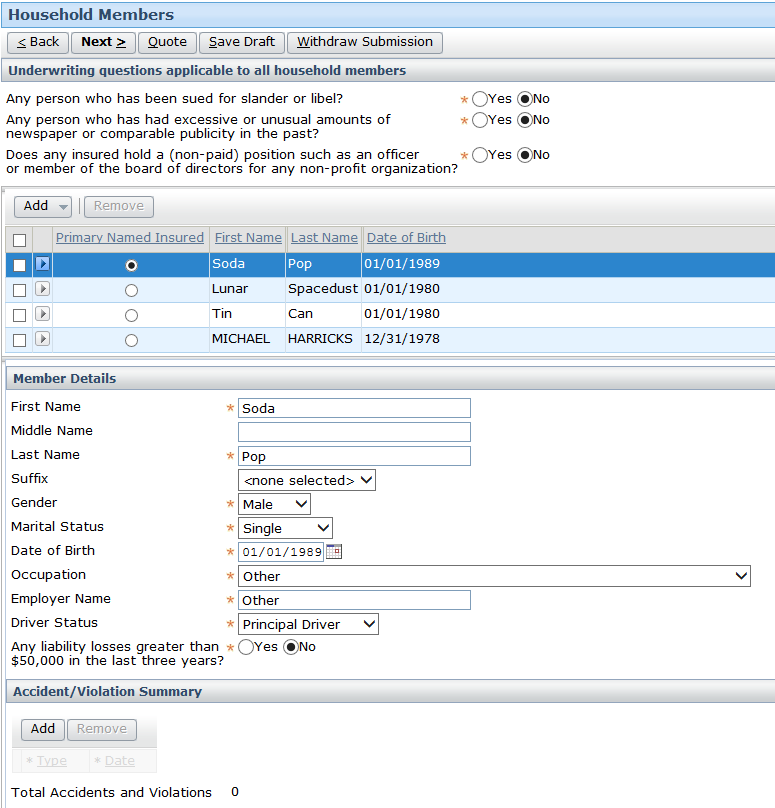 Household Members
< Back Next > Quote Save Draft Withdraw Submission
Underwriting questions applicable to all household members
Any person who has been sued for slander or libel? * Yes No
Any person who has had excessive or unusual amounts of
newspaper or comparable publicity in the past? * Yes No
Does any insured hold a (non-paid) position such as an officer
or member of the board of directors for any non-profit organization? * Yes No
Add Remove
Primary Named Insured First Name Last Name Date of Birth
Soda Pop 01/01/1989
Lunar Spacedust 01/01/1980
Tin Can 01/01/1980
MICHAEL HARRICKS 12/31/1978
Member Details
First Name * Soda
Middle Name
Last Name * Pop
Suffix <none selected>
Gender * Male
Marital Status * Single
Date of Birth * 01/01/1989
Occupation * Other
Employer Name * Other
Driver Status * Principal Driver
Any liability losses greater than * Yes No
$50,000 in the last three years?
Accident/Violation Summary
Add Remove
* Type * Date
Total Accidents and Violations 0